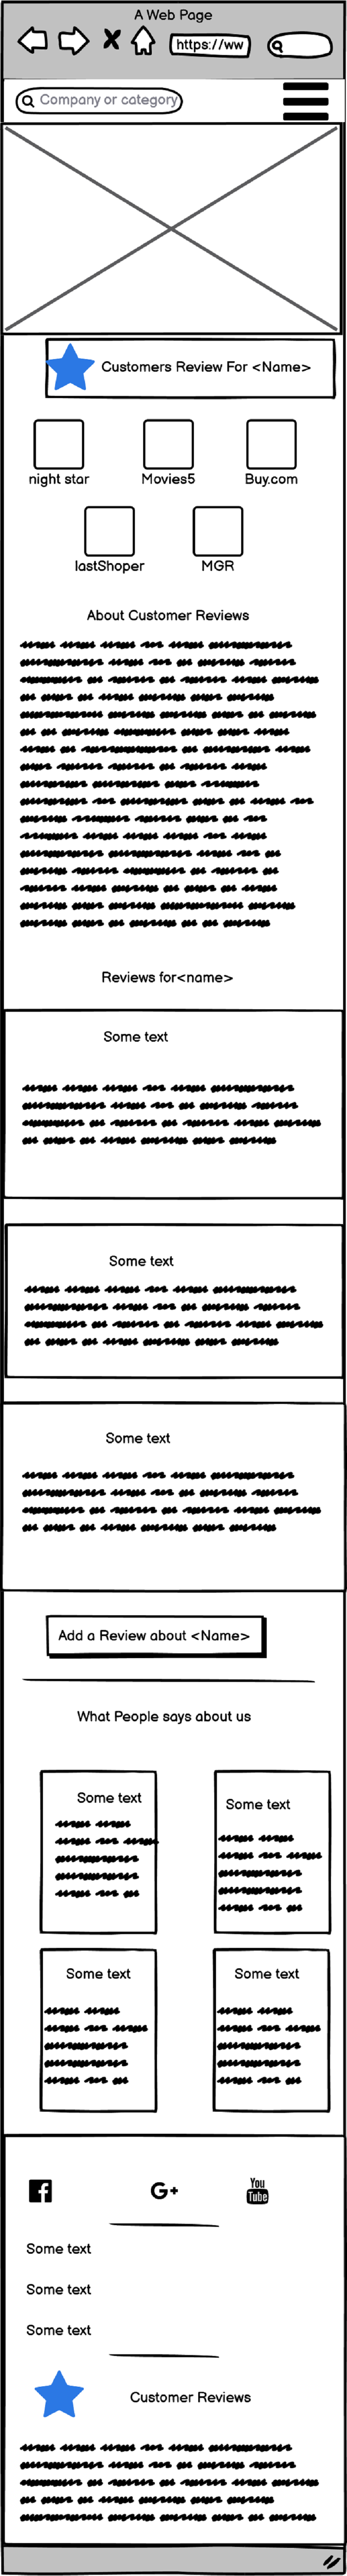 A Web Page
https://ww
Company or category
Customers Review For <Name>
night star
Movies5
Buy.com
lastShoper
MGR
About Customer Reviews
Reviews for<name>
Some text
Some text
Some text
Add a Review about <Name>
What People says about us
Some text
Some text
Some text
Some text
G+
You
Tube
Some text
Some text
Some text
Customer Reviews